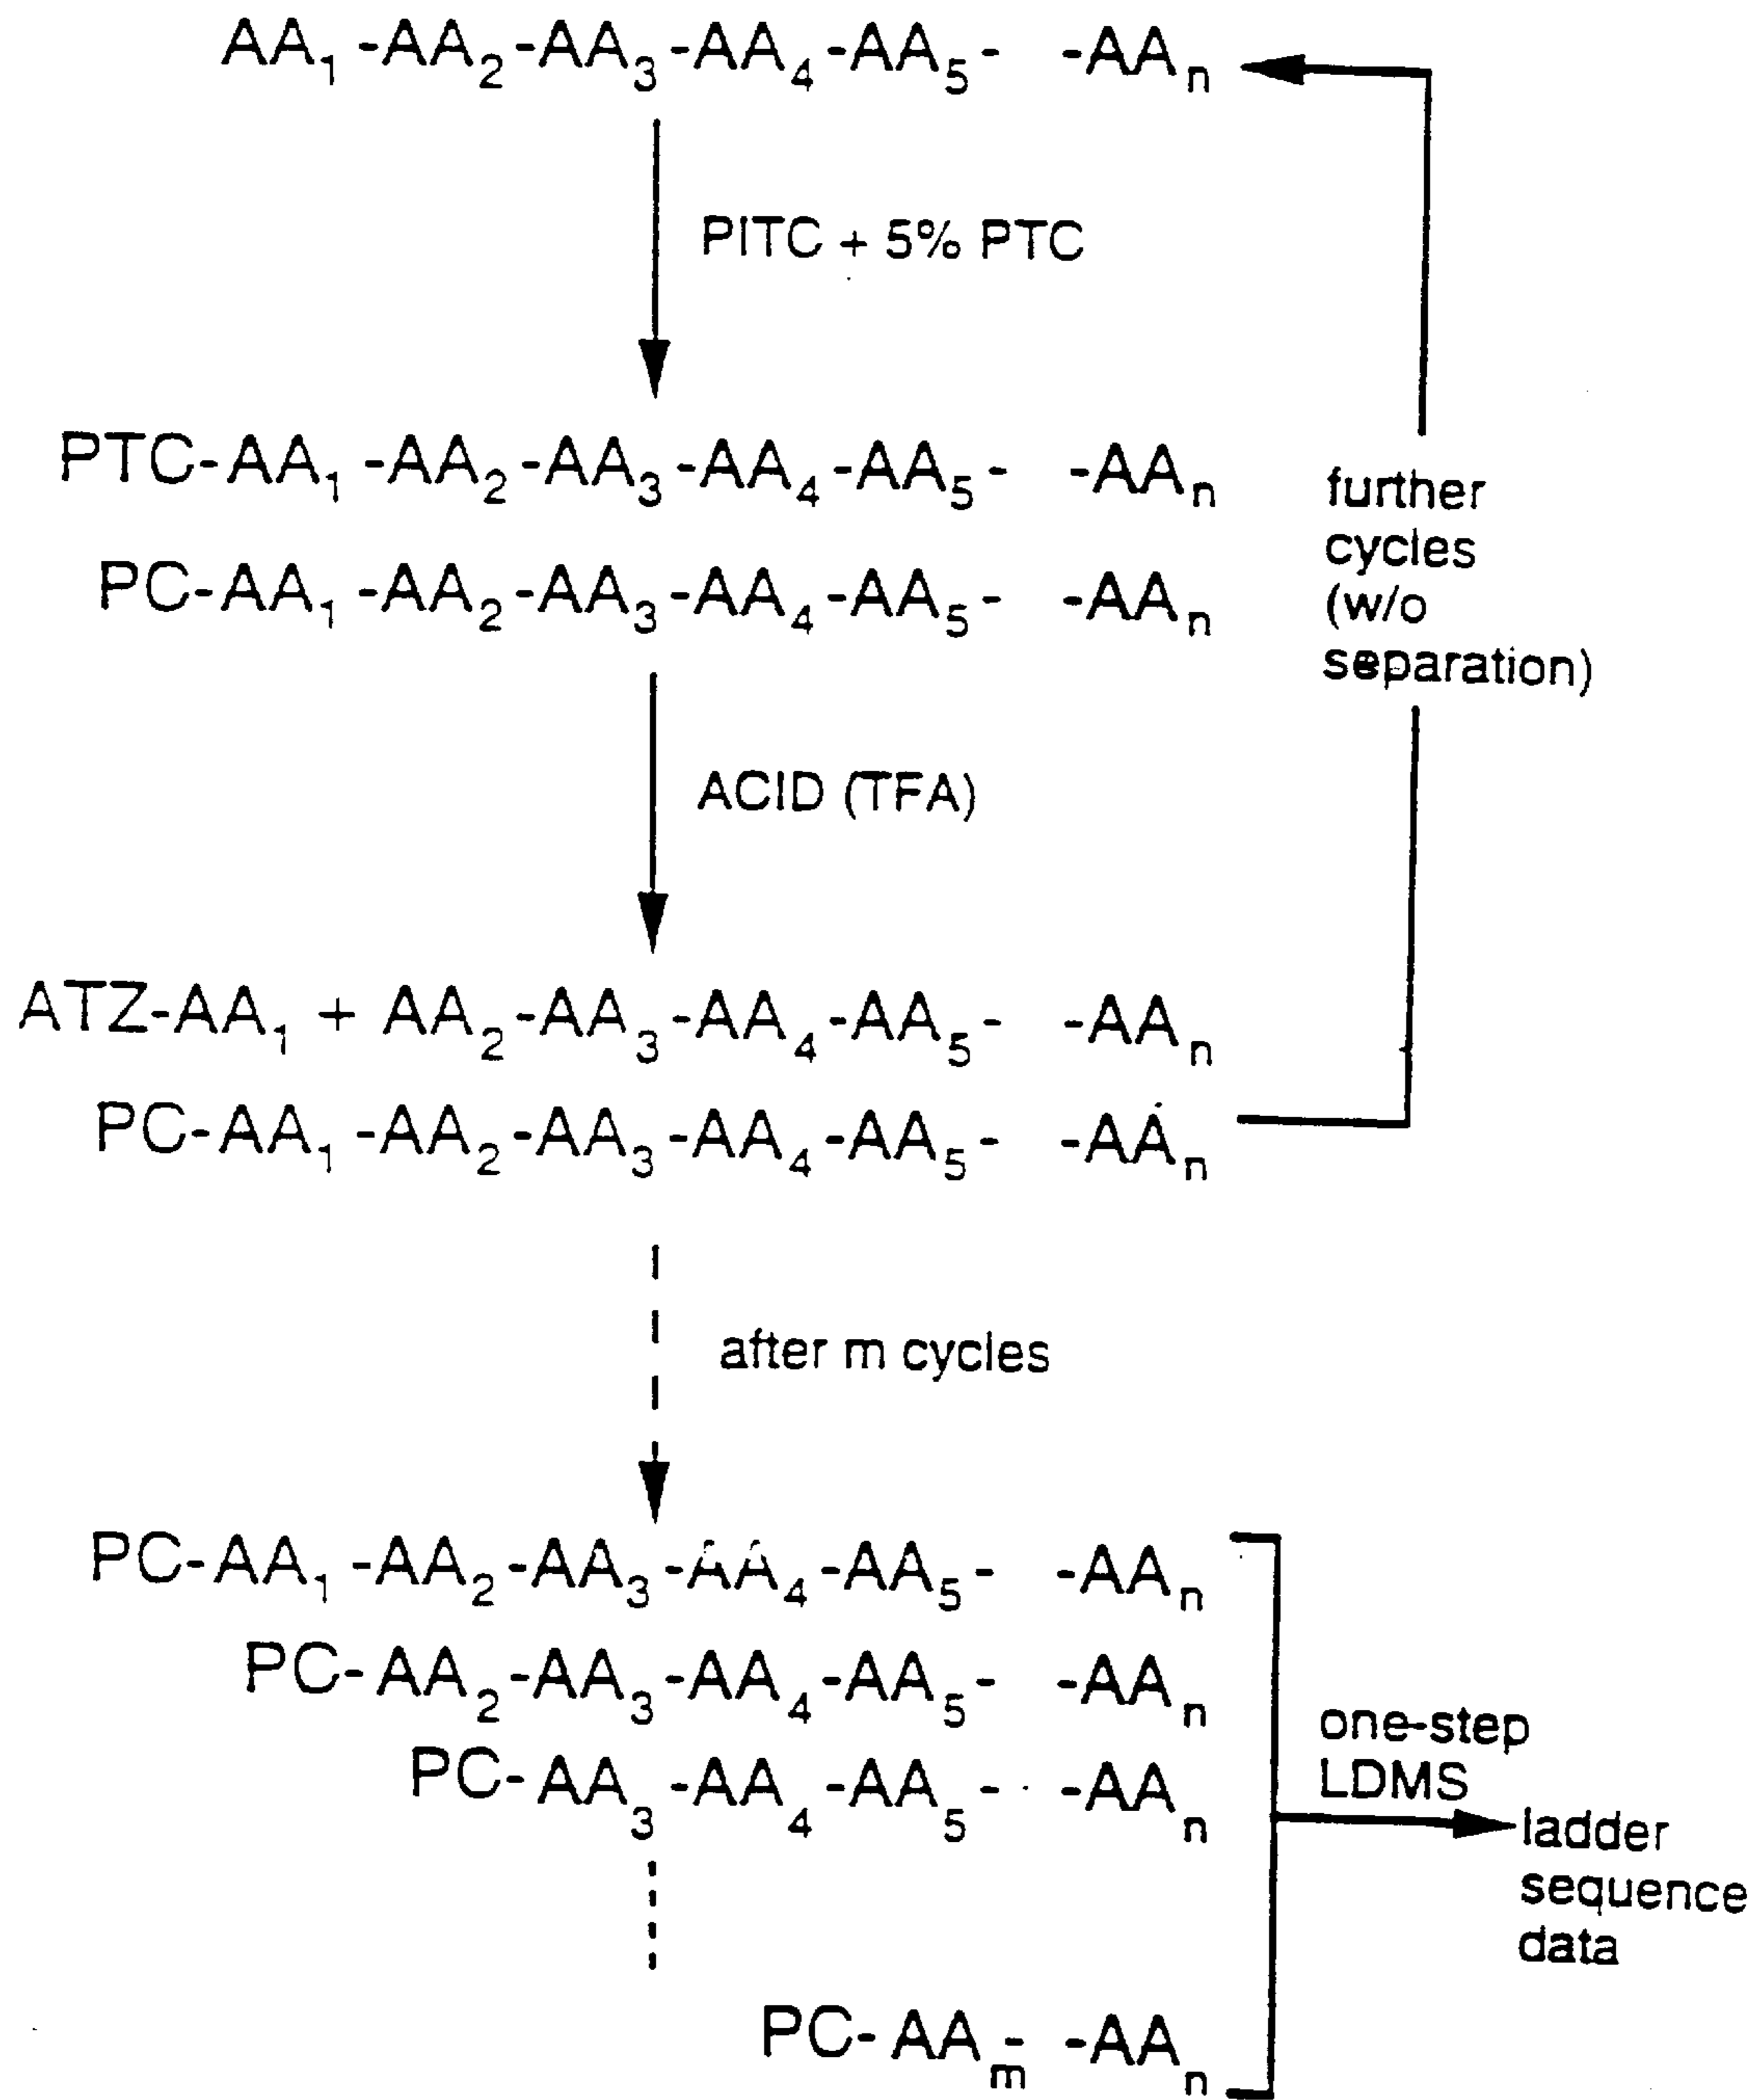 AA₁ -AA₂-AA₃-AA₄-AA₅- -AAₙ
PITC + 5% PTC
PTC-AA₁ -AA₂-AA₃-AA₄-AA₅- -AAₙ
PC-AA₁ -AA₂-AA₃-AA₄-AA₅- -AAₙ
further
cycles
(w/o
separation)
ACID (TFA)
ATZ-AA₁ + AA₂-AA₃-AA₄-AA₅- -AAₙ
PC-AA₁ -AA₂-AA₃-AA₄-AA₅- -AAₙ
after m cycles
PC-AA₁ -AA₂-AA₃-AA₄-AA₅- -AAₙ
PC-AA₂-AA₃-AA₄-AA₅- -AAₙ
PC-AA₃-AA₄-AA₅- -AAₙ
PC-AAₘ- -AAₙ
one-step
LDMS
ladder
sequence
data